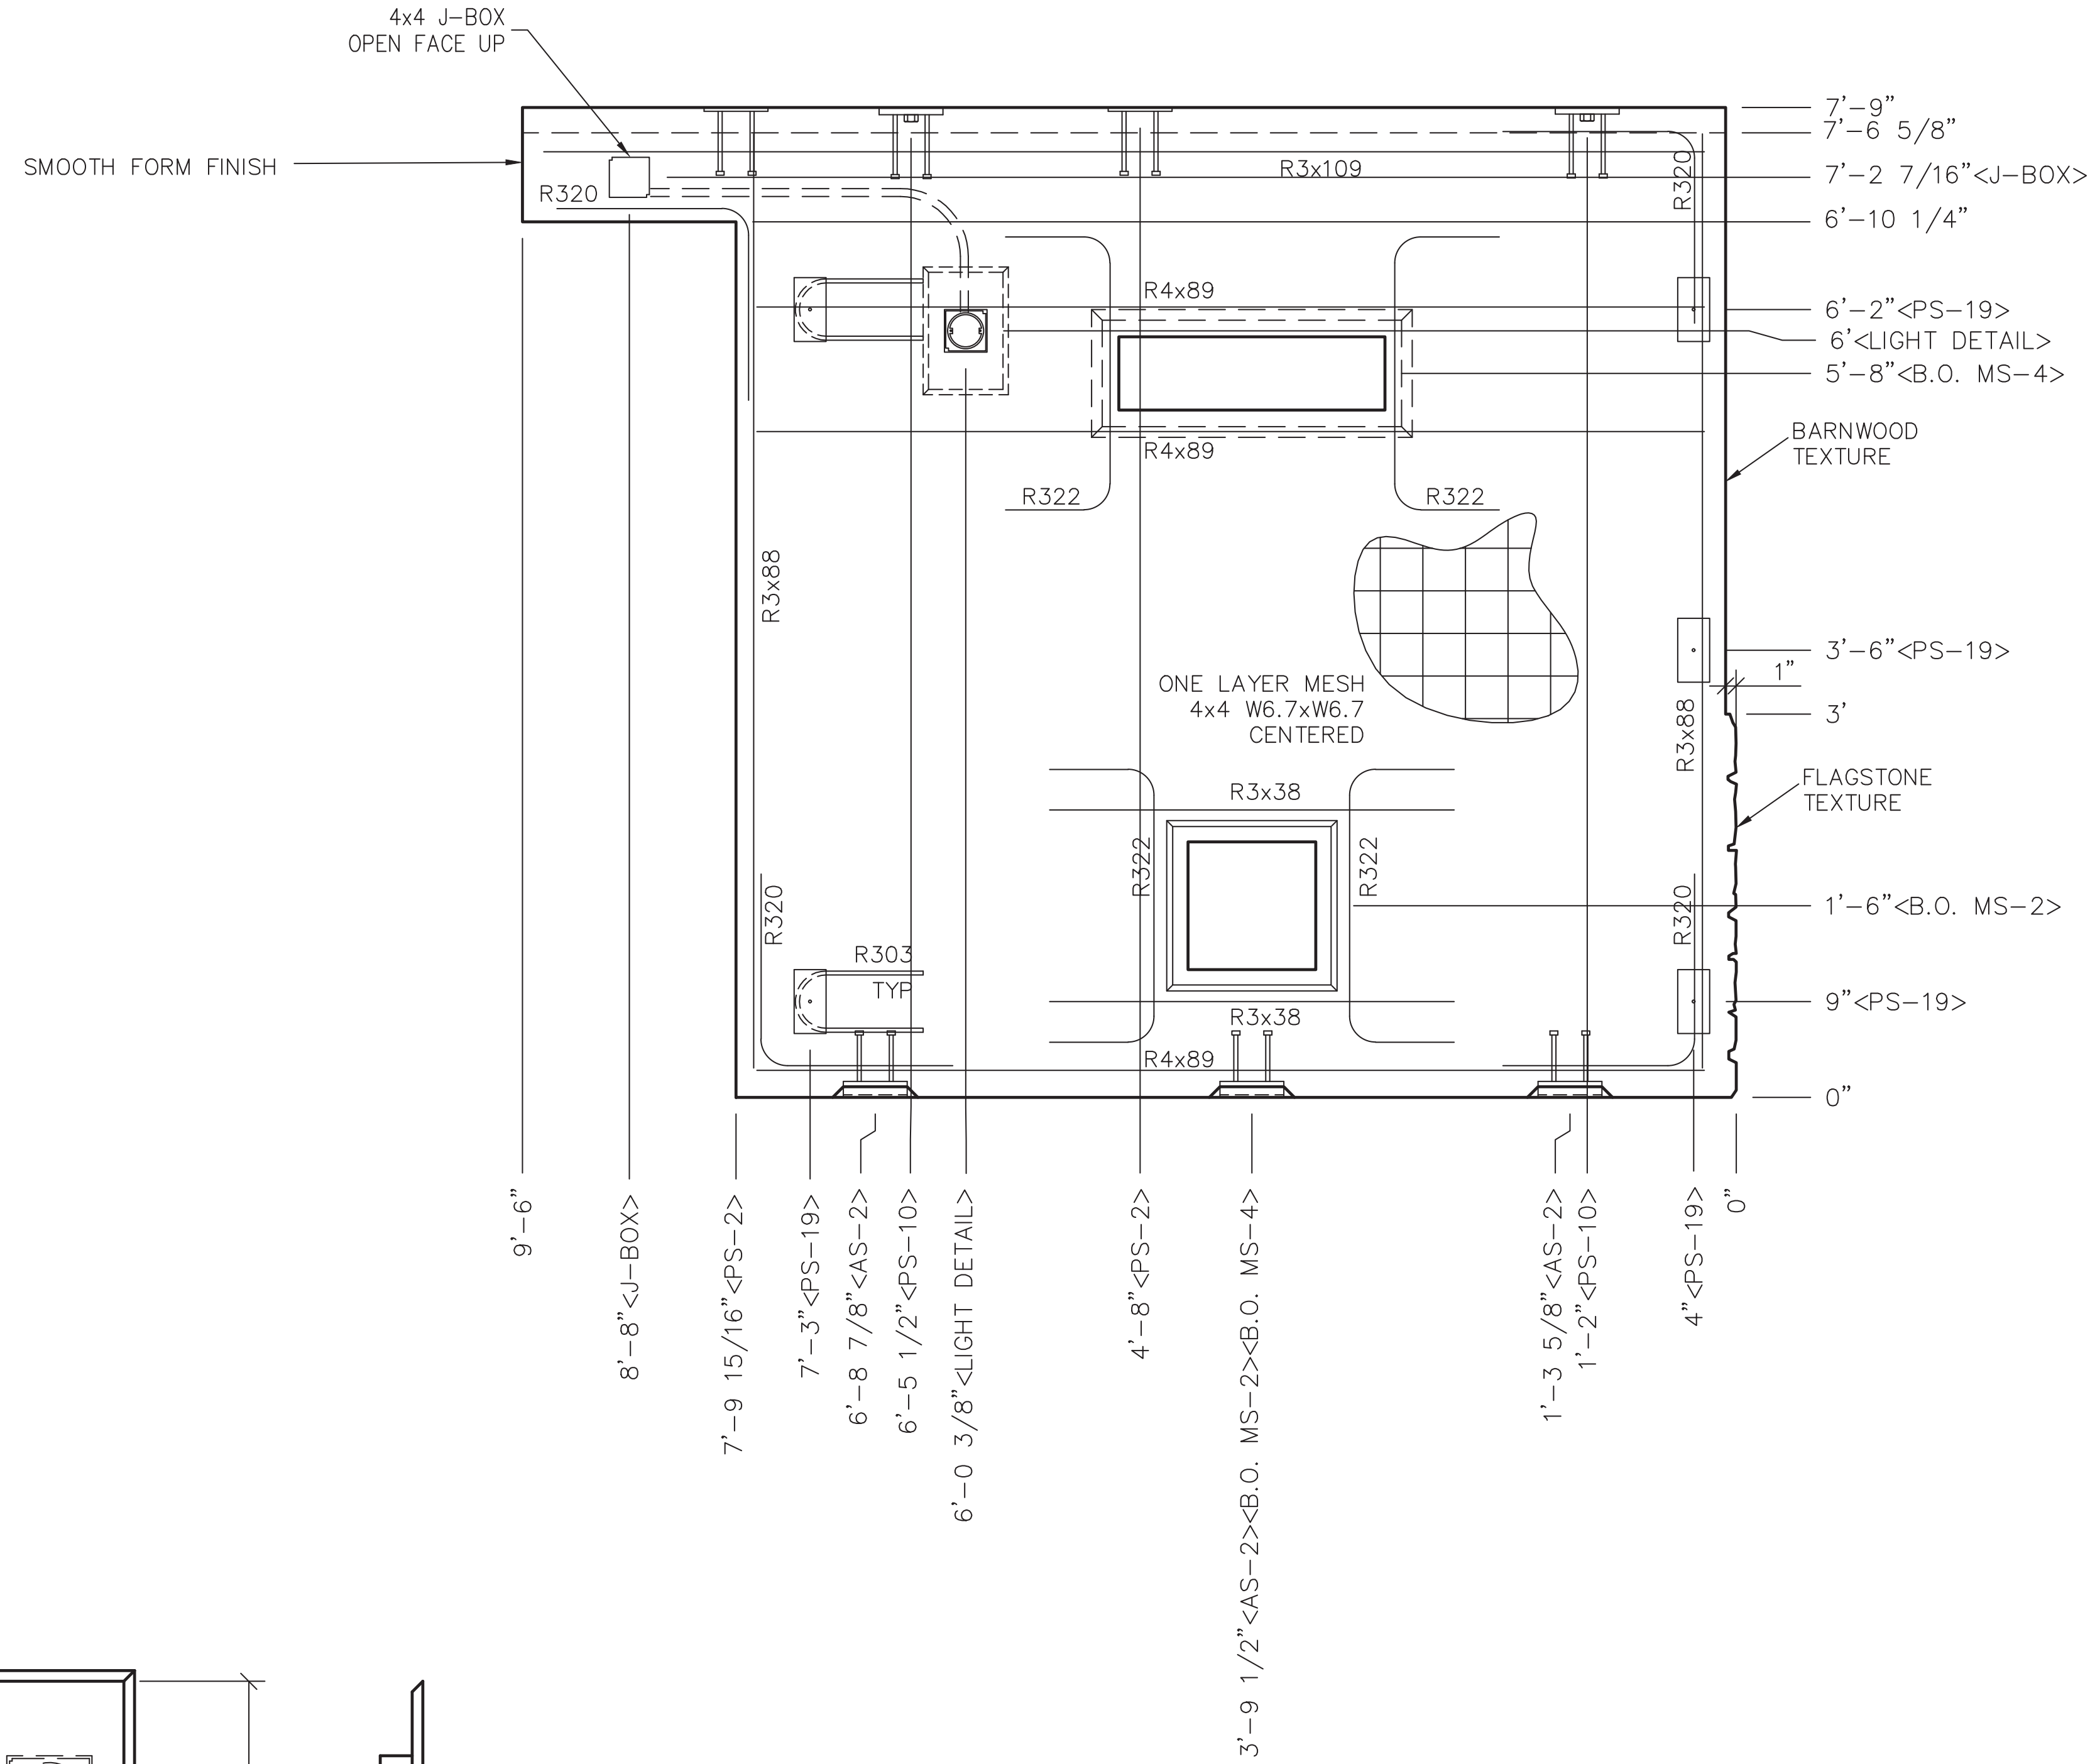 4x4 J-BOX
OPEN FACE UP
SMOOTH FORM FINISH
7'-9"
7'-6 5/8"
R3x109
R320
7'-2 7/16"<J-BOX>
R320
6'-10 1/4"
R4x89
6'-2"<PS-19>
6'<LIGHT DETAIL>
5'-8"<B.O. MS-4>
BARNWOOD
TEXTURE
R4x89
R322
R322
R3x88
3'-6"<PS-19>
1"
ONE LAYER MESH
4x4 W6.7xW6.7
CENTERED
3'
R3x88
FLAGSTONE
TEXTURE
R3x38
R322
R322
R320
R320
1'-6"<B.O. MS-2>
R303
TYP
9"<PS-19>
R3x38
R4x89
0"
9'-6"
8'-8"<J-BOX>
7'-9 15/16"<PS-2>
7'-3"<PS-19>
6'-8 7/8"<AS-2>
6'-5 1/2"<PS-10>
6'-0 3/8"<LIGHT DETAIL>
4'-8"<PS-2>
3'-9 1/2"<AS-2><B.O. MS-2><B.O. MS-4>
1'-3 5/8"<AS-2>
1'-2"<PS-10>
4"<PS-19>
0"